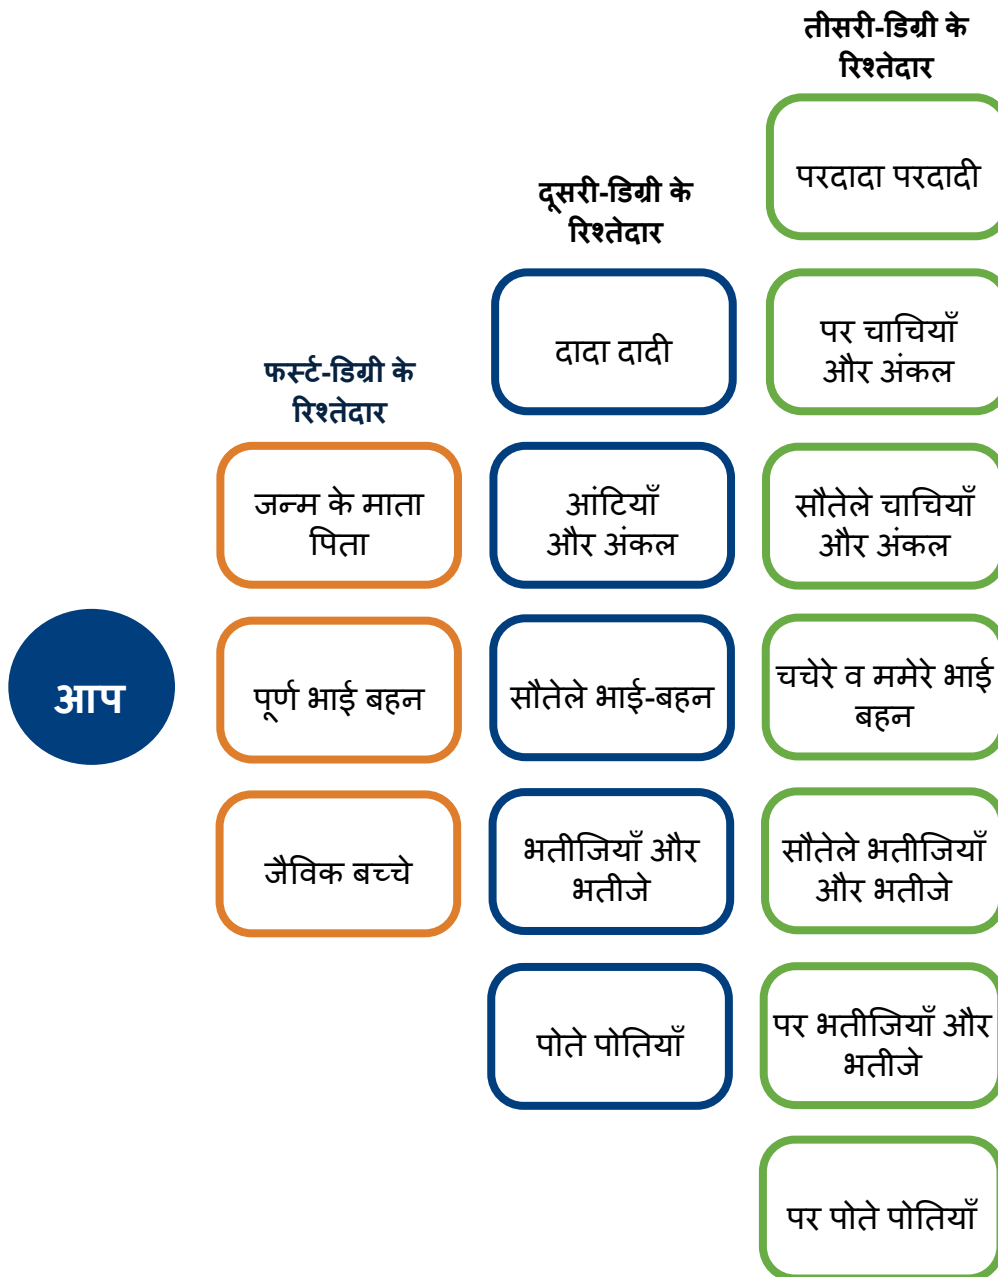 तीसरी-डिग्री के
रिश्तेदार
परदादा परदादी
दूसरी-डिग्री के
रिश्तेदार
दादा दादी
पर चाचियाँ
और अंकल
फर्स्ट-डिग्री के
रिश्तेदार
जन्म के माता
पिता
आंटियाँ
और अंकल
सौतेले चाचियाँ
और अंकल
आप
पूर्ण भाई बहन
सौतेले भाई-बहन
चचेरे व ममेरे भाई
बहन
जैविक बच्चे
भतीजियाँ और
भतीजे
सौतेले भतीजियाँ
और भतीजे
पोते पोतियाँ
पर भतीजियाँ और
भतीजे
पर पोते पोतियाँ